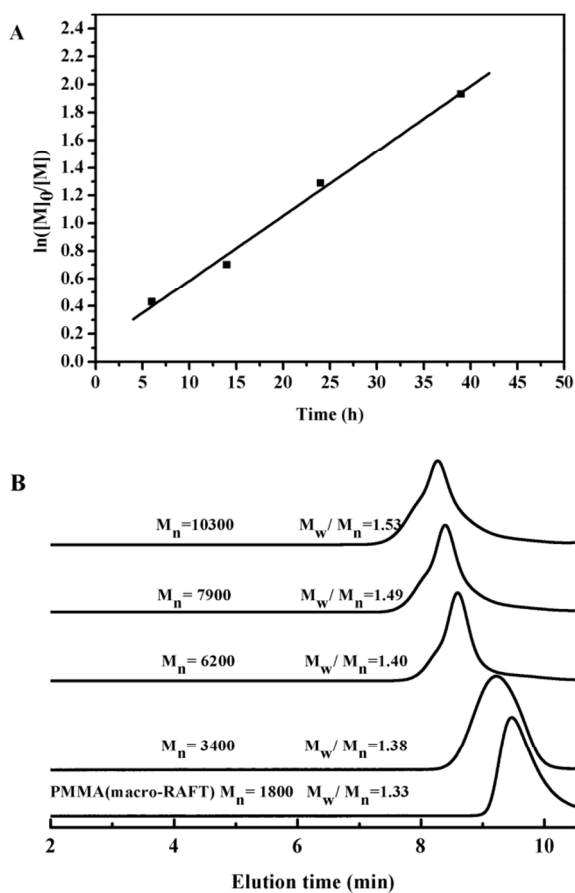 A
2.4
2.2
2.0
1.8
1.6
1.4
1.2
1.0
0.8
0.6
0.4
0.2
0.0
ln([M]0/[M]
0 5 10 15 20 25 30 35 40 45 50
Time (h)
B
Mn=10300 Mw/ Mn=1.53
Mn=7900 Mw/ Mn=1.49
Mn=6200 Mw/ Mn=1.40
Mn=3400 Mw/Mn=1.38
PMMA(macro-RAFT) Mn= 1800 Mw/Mn=1.33
2 4 6 8 10
Elution time (min)